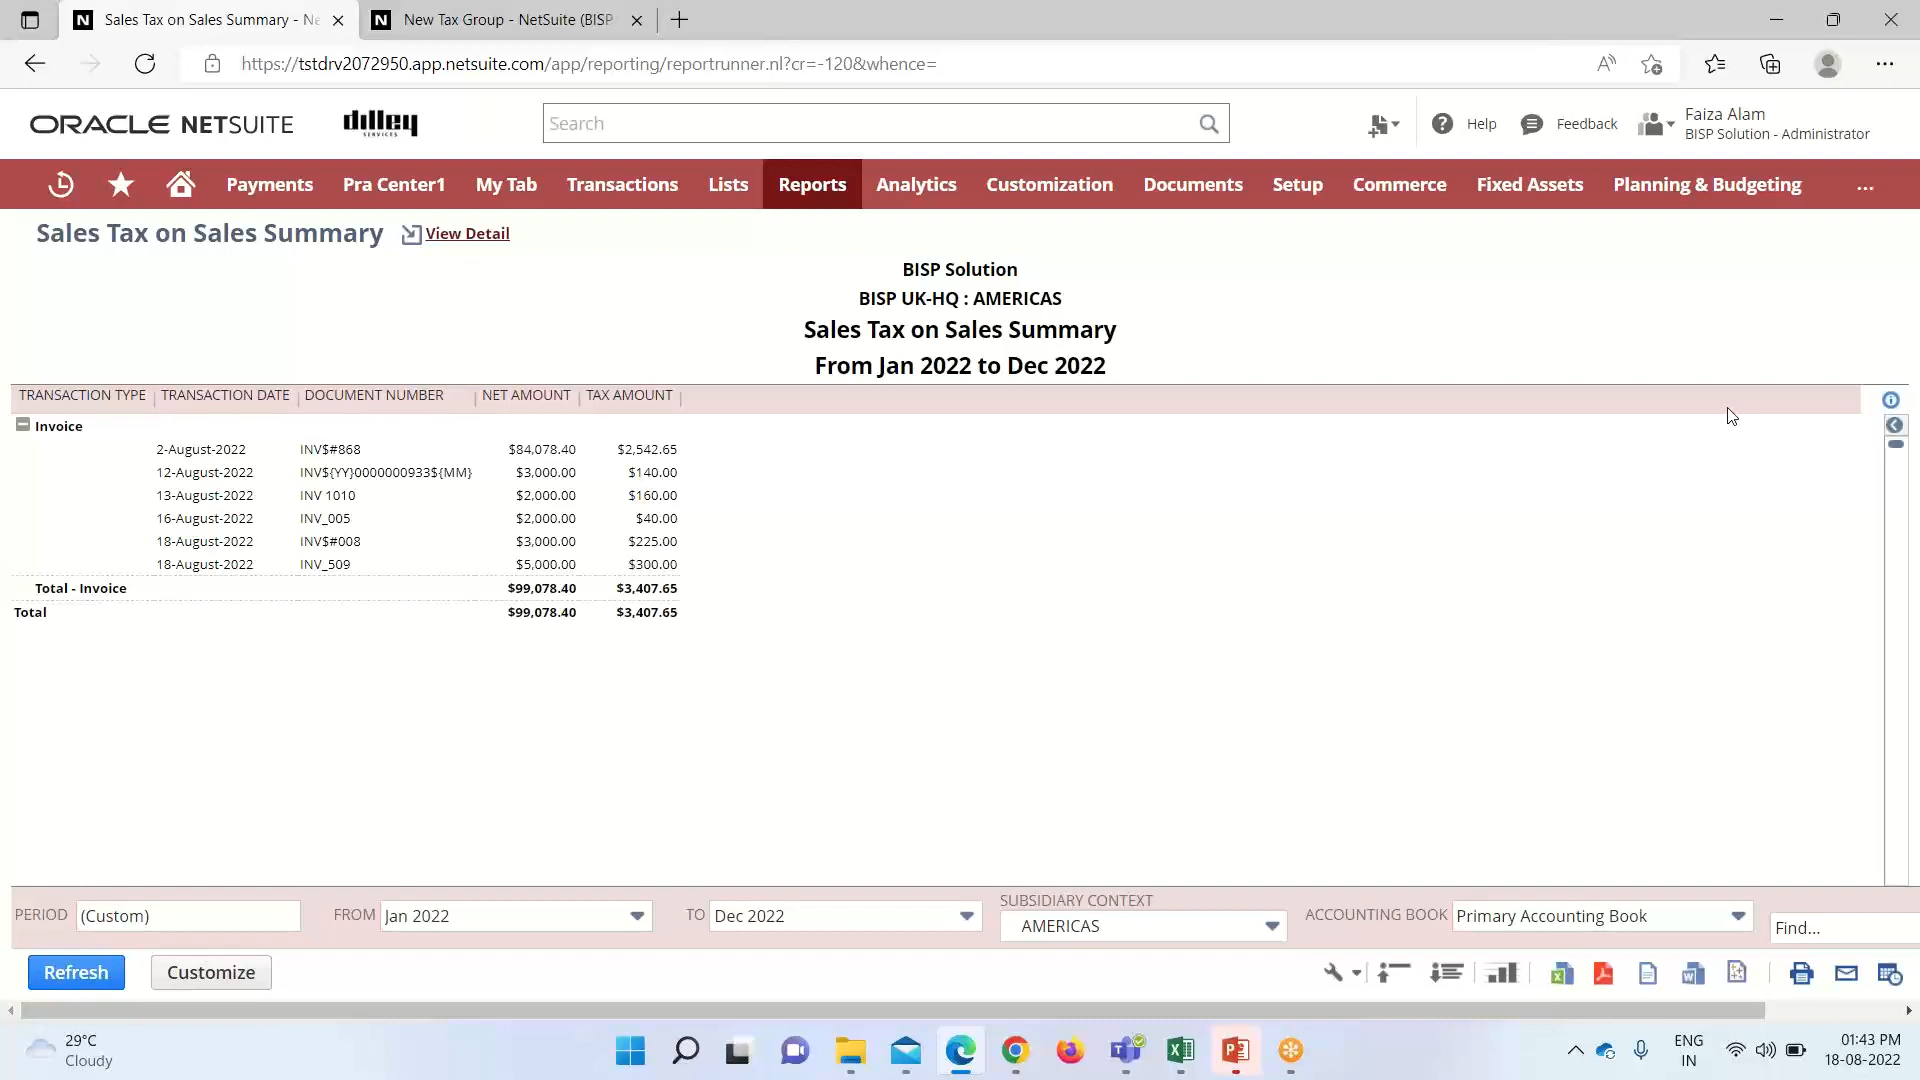 Sales Tax on Sales Summary - Ne
New Tax Group - NetSuite (BISP
https://tstdrv2072950.app.netsuite.com/app/reporting/reportrunner.nl?cr=-120&whence=
ORACLE NETSUITE
dilley
SERVICES
Search
Help
Feedback
Faiza Alam
BISP Solution - Administrator
Payments Pra Center1 My Tab Transactions Lists Reports Analytics Customization Documents Setup Commerce Fixed Assets Planning & Budgeting ...
Sales Tax on Sales Summary View Detail
BISP Solution
BISP UK-HQ : AMERICAS
Sales Tax on Sales Summary
From Jan 2022 to Dec 2022
TRANSACTION TYPE TRANSACTION DATE DOCUMENT NUMBER NET AMOUNT TAX AMOUNT
Invoice
2-August-2022 INV$#868 $84,078.40 $2,542.65
12-August-2022 INV${YY}0000000933${MM} $3,000.00 $140.00
13-August-2022 INV 1010 $2,000.00 $160.00
16-August-2022 INV_005 $2,000.00 $40.00
18-August-2022 INV$#008 $3,000.00 $225.00
18-August-2022 INV_509 $5,000.00 $300.00
Total - Invoice $99,078.40 $3,407.65
Total $99,078.40 $3,407.65
PERIOD (Custom) FROM Jan 2022 TO Dec 2022
SUBSIDIARY CONTEXT
AMERICAS
ACCOUNTING BOOK Primary Accounting Book
Find...
Refresh Customize
29°C
Cloudy
ENG
IN
01:43 PM
18-08-2022